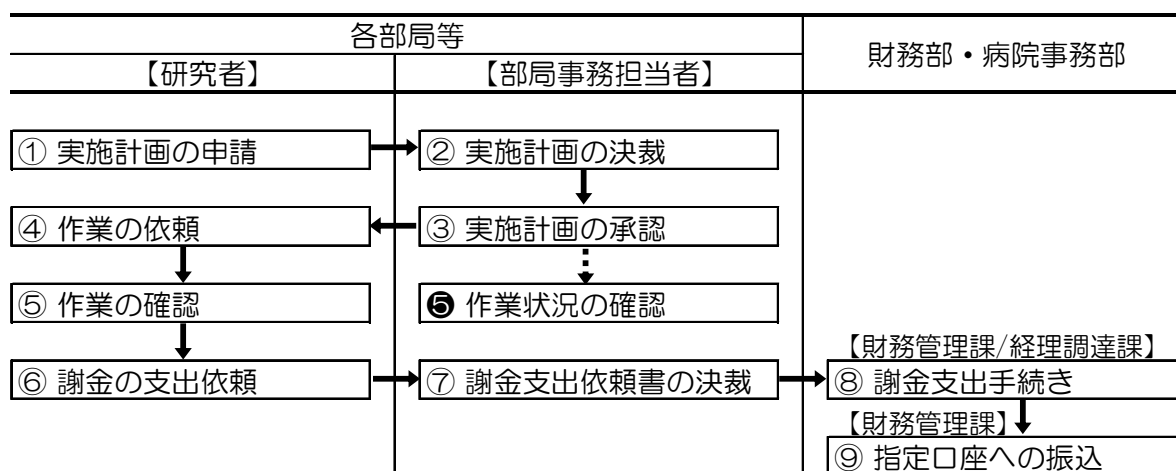 各部局等
財務部・病院事務部
【研究者】
【部局事務担当者】
① 実施計画の申請
② 実施計画の決裁
④ 作業の依頼
③ 実施計画の承認
⑤ 作業の確認
❺ 作業状況の確認
【財務管理課/経理調達課】
⑥ 謝金の支出依頼
⑦ 謝金支出依頼書の決裁
⑧ 謝金支出手続き
【財務管理課】
⑨ 指定口座への振込